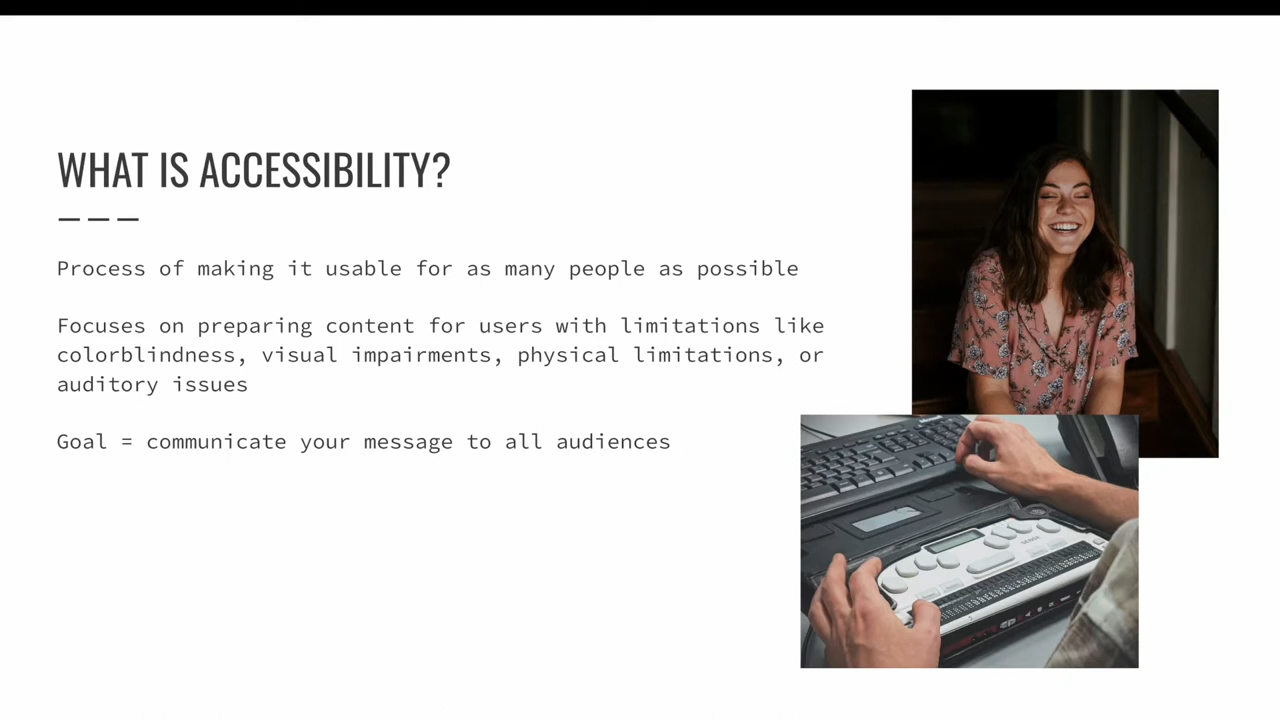 WHAT IS ACCESSIBILITY?
Process of making it usable for as many people as possible
Focuses on preparing content for users with limitations like
colorblindness, visual impairments, physical limitations, or
auditory issues
Goal = communicate your message to all audiences